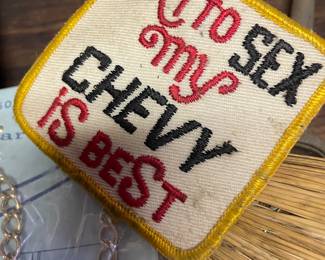 TO SEX
my
CHEVY
iS BeST